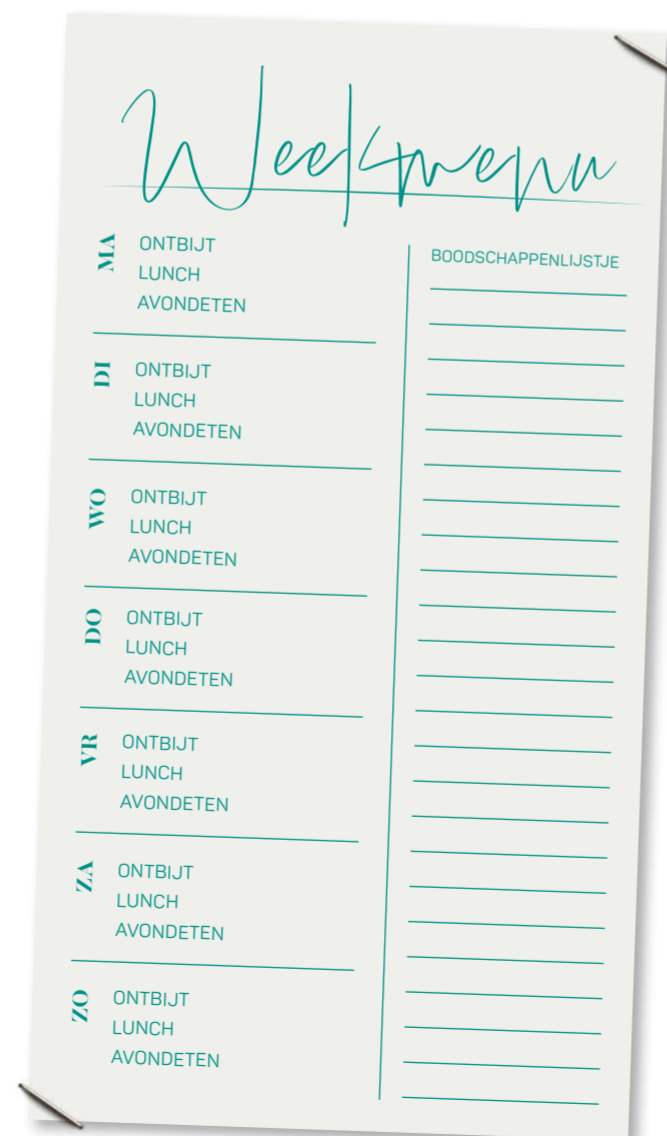 Weekmenu
MA
ONTBIJT
LUNCH
AVONDETEN
DI
ONTBIJT
LUNCH
AVONDETEN
WO
ONTBIJT
LUNCH
AVONDETEN
DO
ONTBIJT
LUNCH
AVONDETEN
VR
ONTBIJT
LUNCH
AVONDETEN
ZA
ONTBIJT
LUNCH
AVONDETEN
ZO
ONTBIJT
LUNCH
AVONDETEN
BOODSCHAPPENLIJSTJE